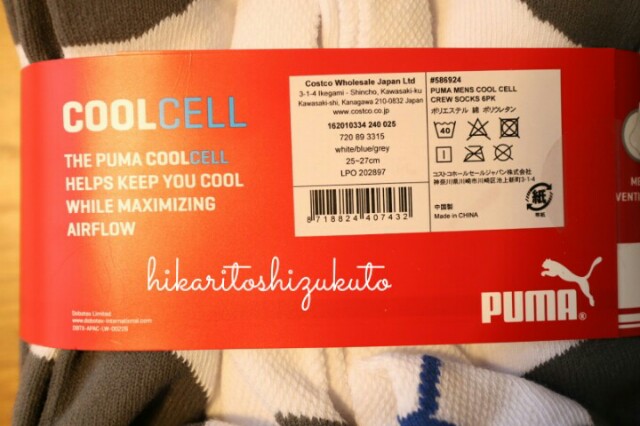 COOLCELL
THE PUMA COOLCELL
HELPS KEEP YOU COOL
WHILE MAXIMIZING
AIRFLOW
Costco Wholesale Japan Ltd
3-1-4 Ikegami - Shincho, Kawasaki-ku
Kawasaki-shi, Kanagawa 210-0832 Japan
www.costco.co.jp
162010334 240 025
720 89 3315
white/blue/grey
25~27cm
LPO 202897
8 718824 407432
#586924
PUMA MENS COOL CELL
CREW SOCKS 6PK
ポリエステル 綿 ポリウレタン
40
コストコホールセールジャパン株式会社
神奈川県川崎市川崎区池上新町3-1-4
中国製
Made in CHINA
紙
hikaritoshizukuto
PUMA®
Dobotex Limited
www.dobotex-international.com
ME
VENTI